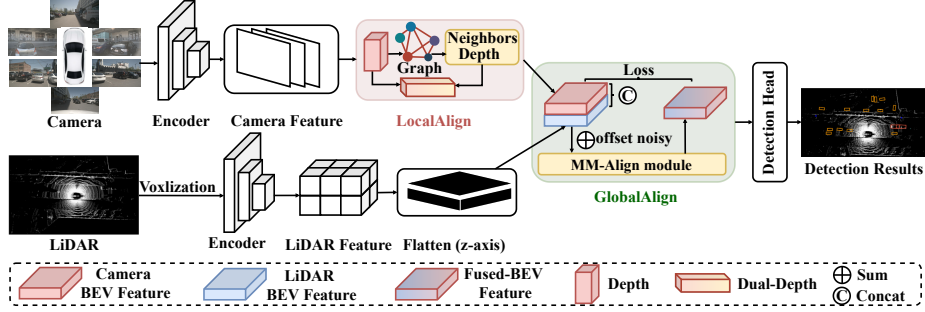 Camera
Encoder
Camera Feature
Depth
Graph
Neighbors
Depth
LocalAlign
Loss
©
offset noisy
MM-Align module
GlobalAlign
Detection Head
Detection Results
LiDAR
Voxlization
Encoder
LiDAR Feature
Flatten (z-axis)
Camera
BEV Feature
LiDAR
BEV Feature
Fused-BEV
Feature
Depth
Dual-Depth
⊕ Sum
© Concat